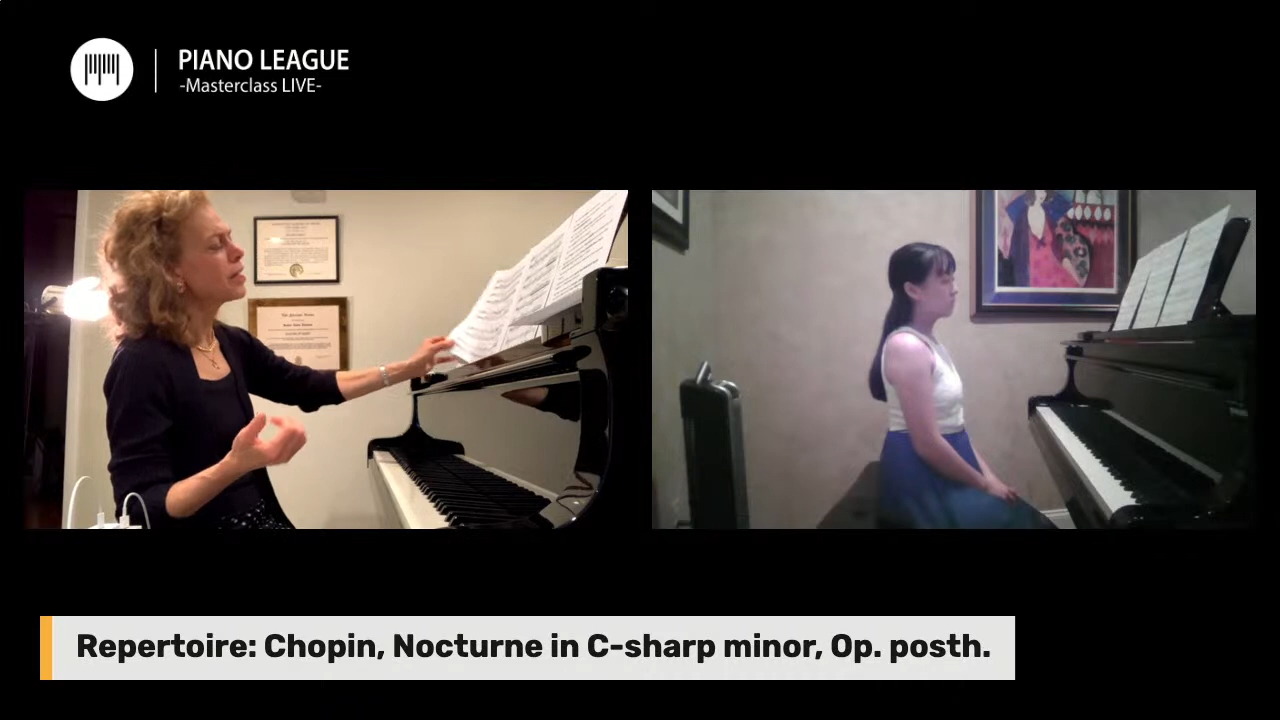 PIANO LEAGUE
-Masterclass LIVE-
Repertoire: Chopin, Nocturne in C-sharp minor, Op. posth.